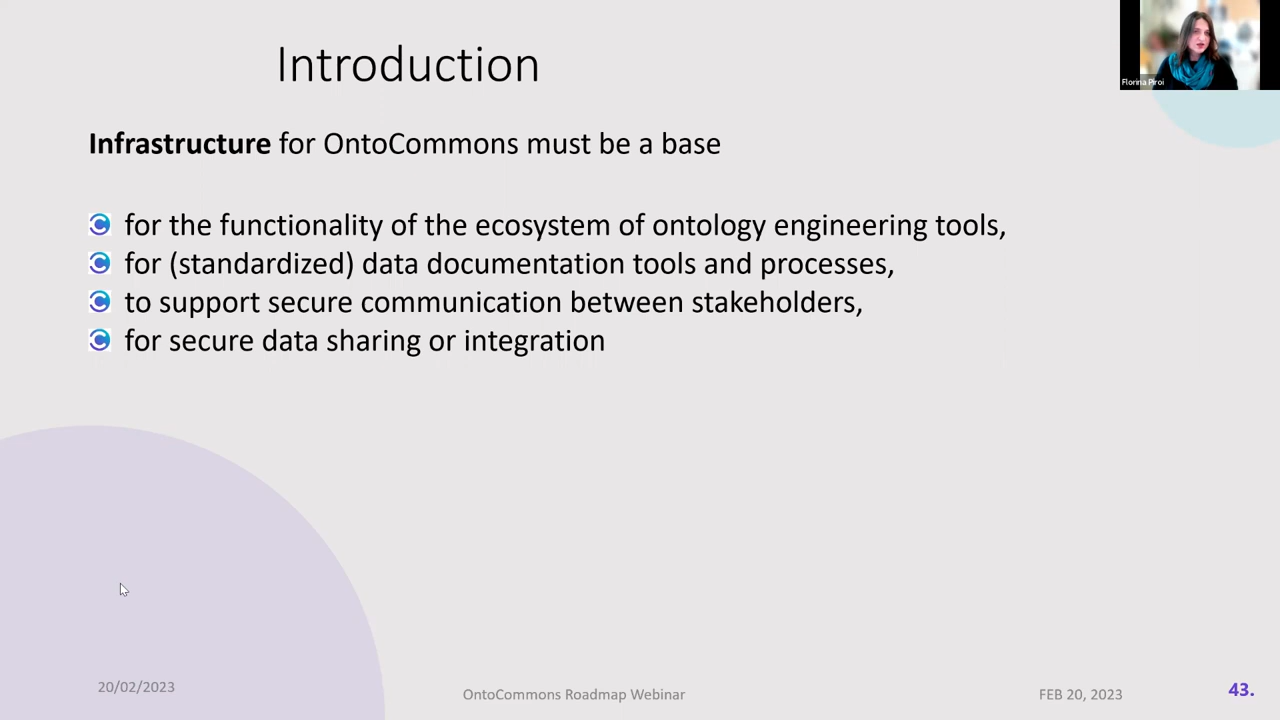 Introduction
Florina Piroi
Infrastructure for OntoCommons must be a base
for the functionality of the ecosystem of ontology engineering tools,
for (standardized) data documentation tools and processes,
to support secure communication between stakeholders,
for secure data sharing or integration
20/02/2023
OntoCommons Roadmap Webinar
FEB 20, 2023
43.